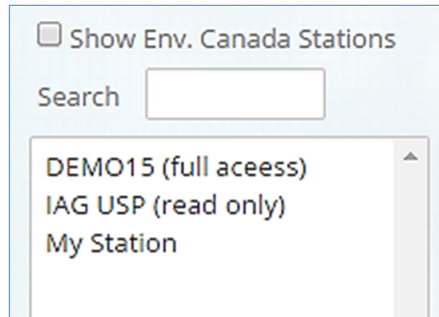 Show Env. Canada Stations
Search
DEMO15 (full aceess)
IAG USP (read only)
My Station